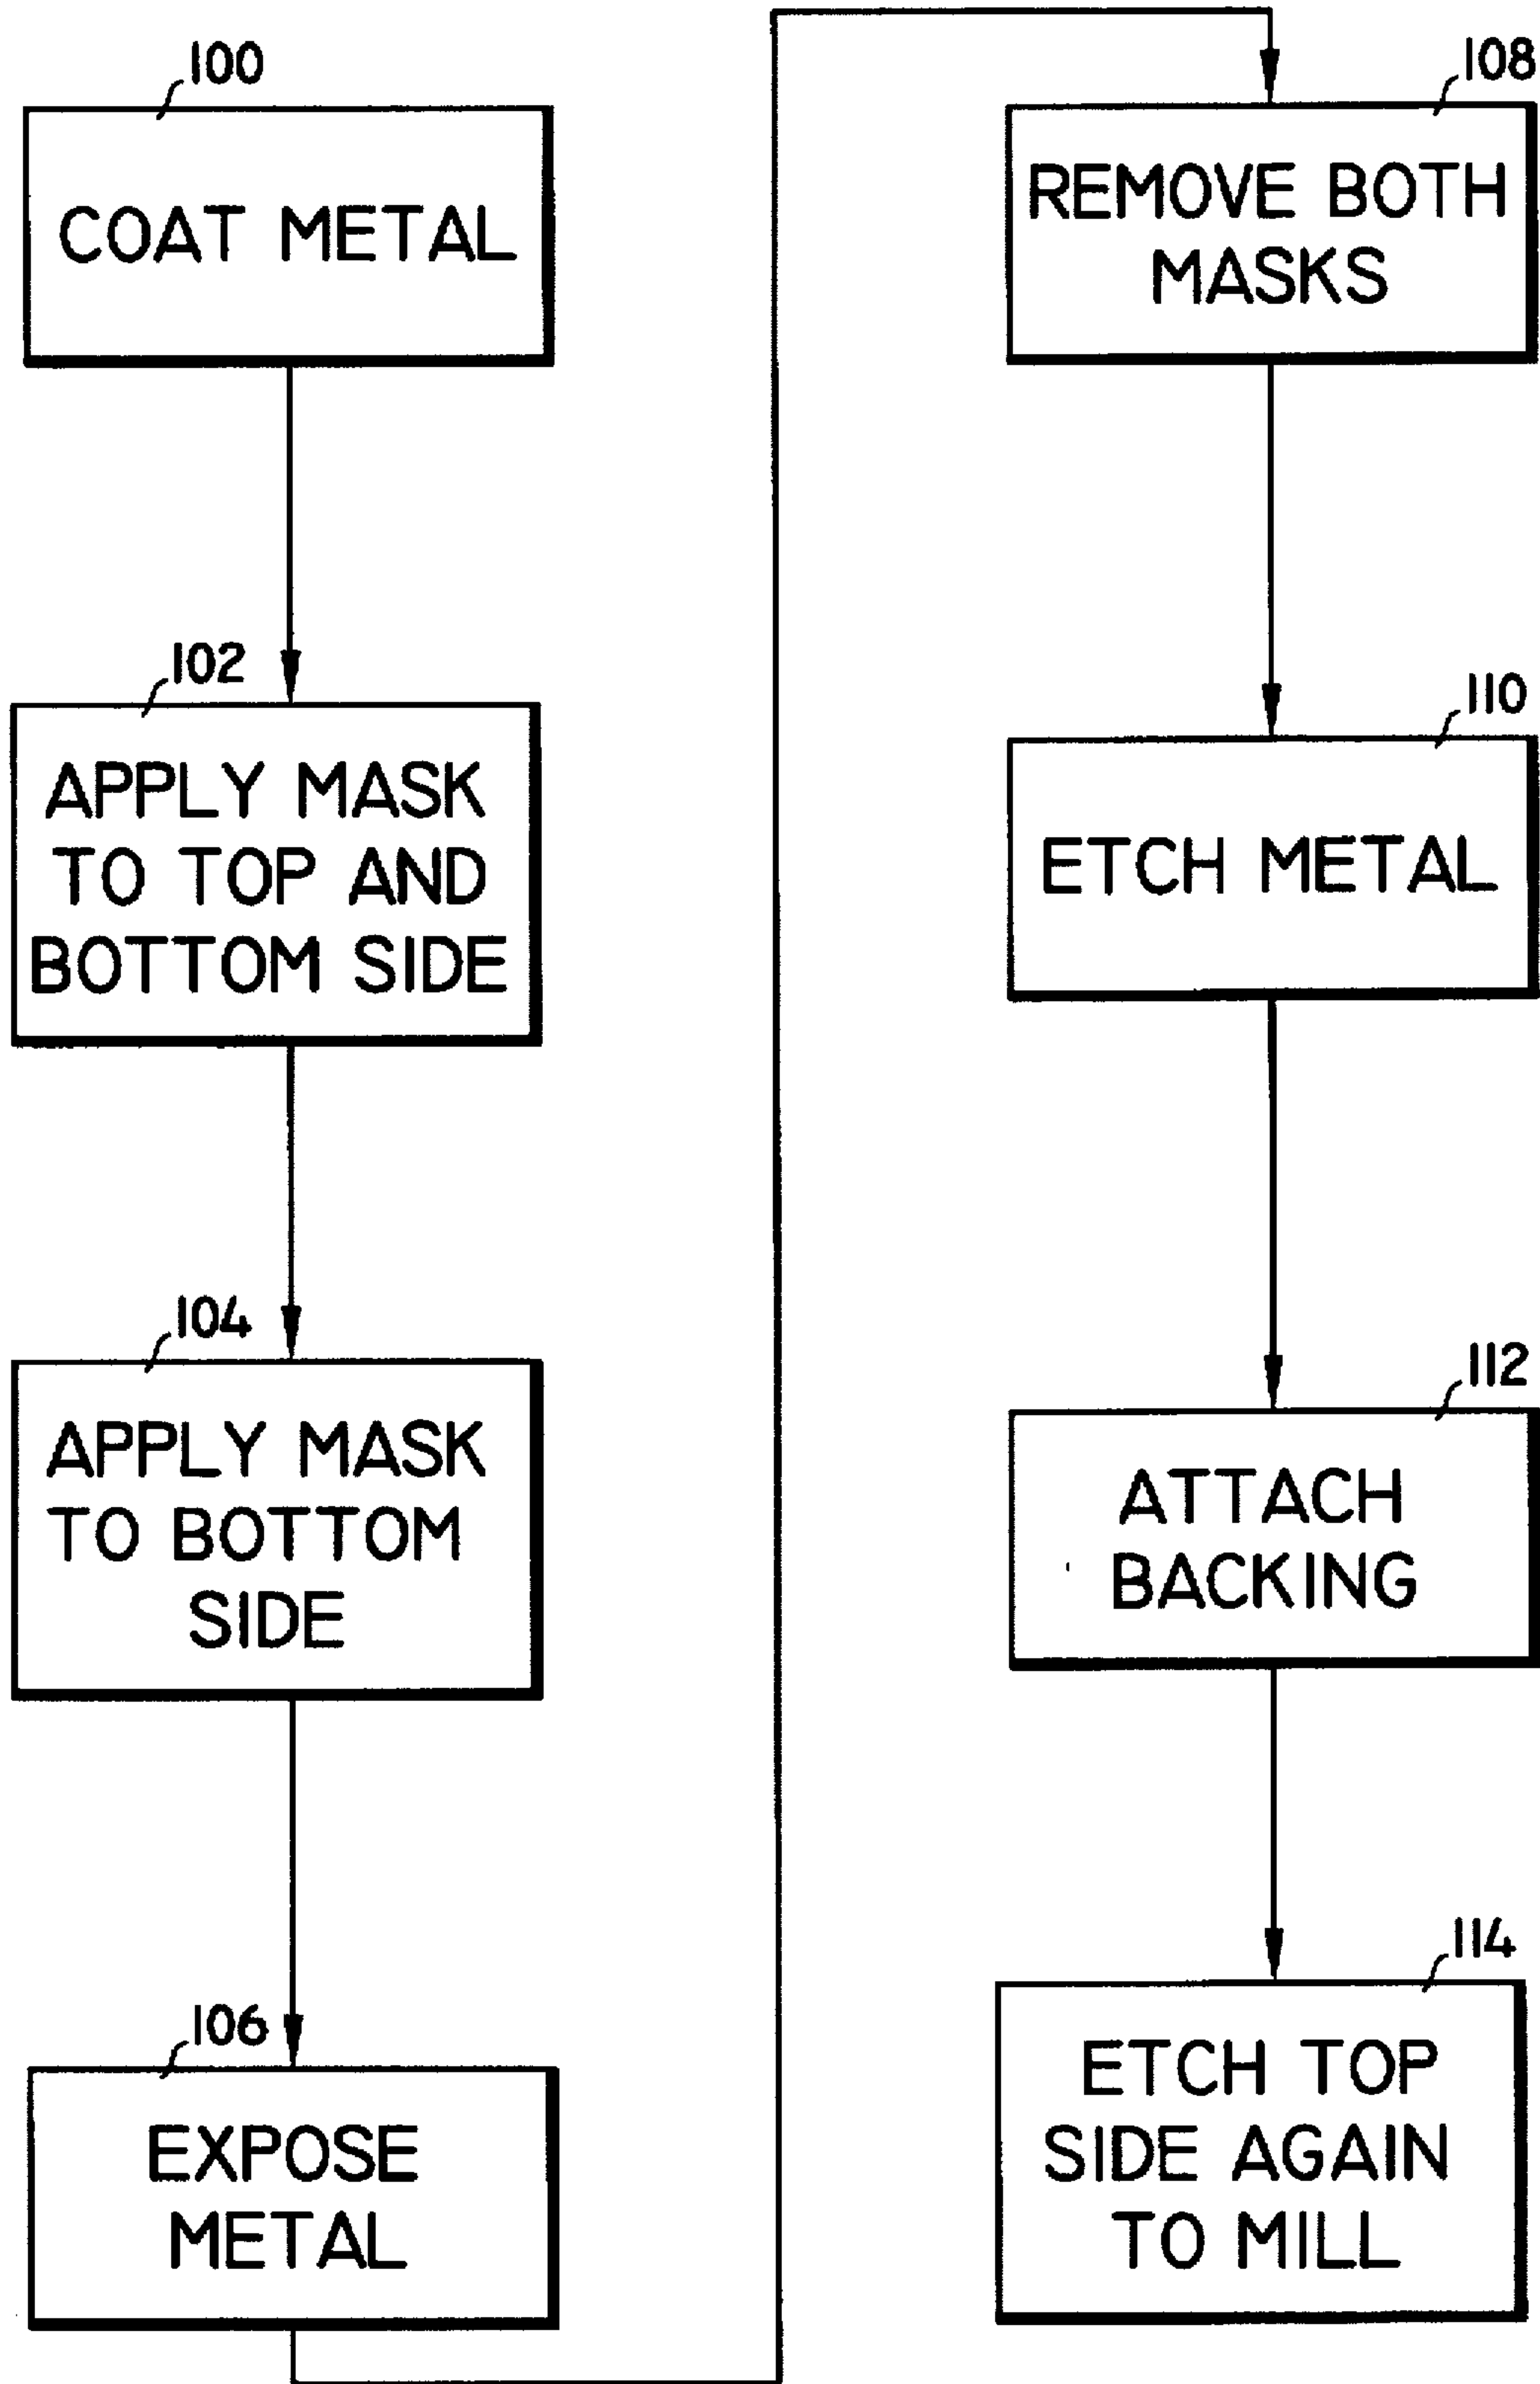 100
COAT METAL
102
APPLY MASK
TO TOP AND
BOTTOM SIDE
104
APPLY MASK
TO BOTTOM
SIDE
106
EXPOSE
METAL
108
REMOVE BOTH
MASKS
110
ETCH METAL
112
ATTACH
BACKING
114
ETCH TOP
SIDE AGAIN
TO MILL